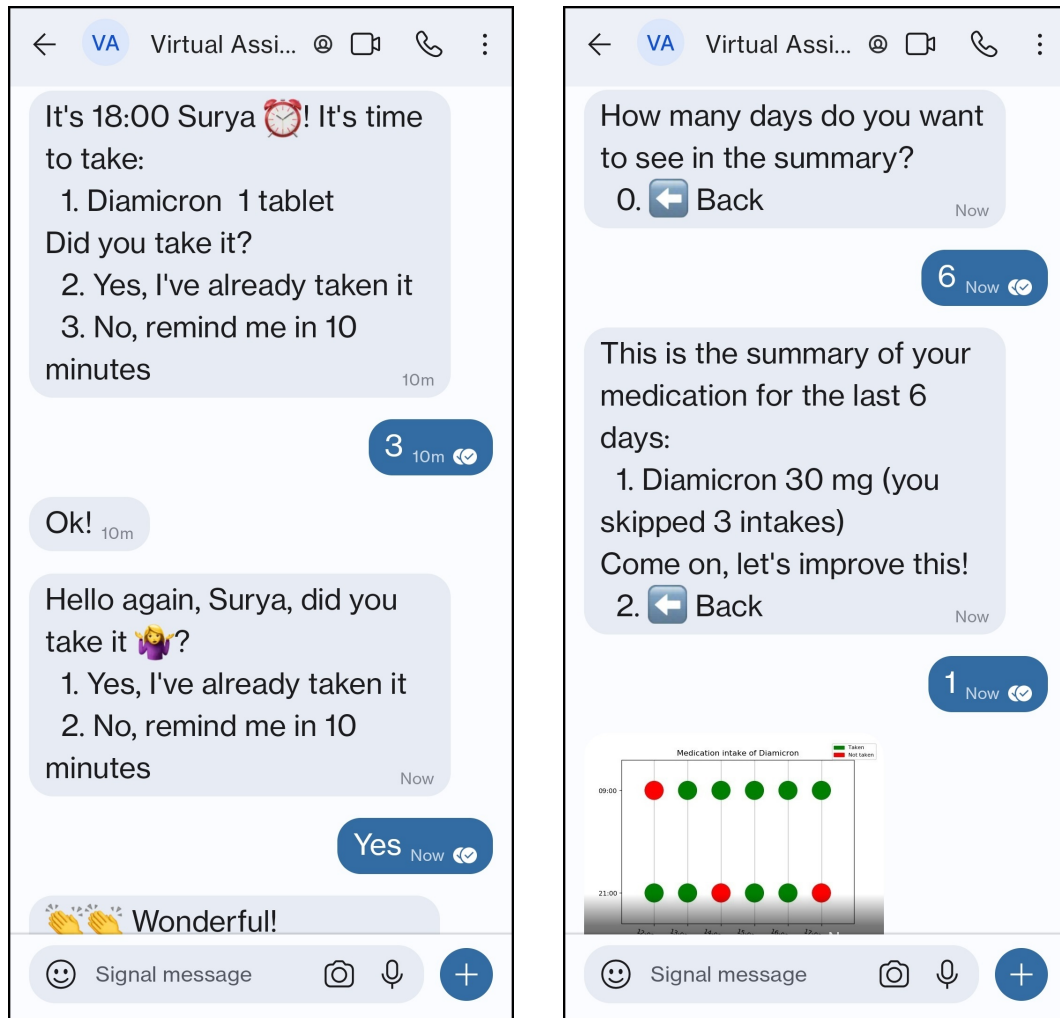 VA Virtual Assi...
It's 18:00 Surya ⏰! It's time
to take:
1. Diamicron 1 tablet
Did you take it?
2. Yes, I've already taken it
3. No, remind me in 10
minutes
10m
3 10m
Ok! 10m
Hello again, Surya, did you
take it 🤷‍♀️?
1. Yes, I've already taken it
2. No, remind me in 10
minutes
Now
Yes Now
👏👏 Wonderful!
Signal message
VA Virtual Assi...
How many days do you want
to see in the summary?
0. ⬅️ Back
Now
6 Now
This is the summary of your
medication for the last 6
days:
1. Diamicron 30 mg (you
skipped 3 intakes)
Come on, let's improve this!
2. ⬅️ Back
Now
1 Now
Medication intake of Diamicron
Taken
Not taken
09:00
21:00
Signal message